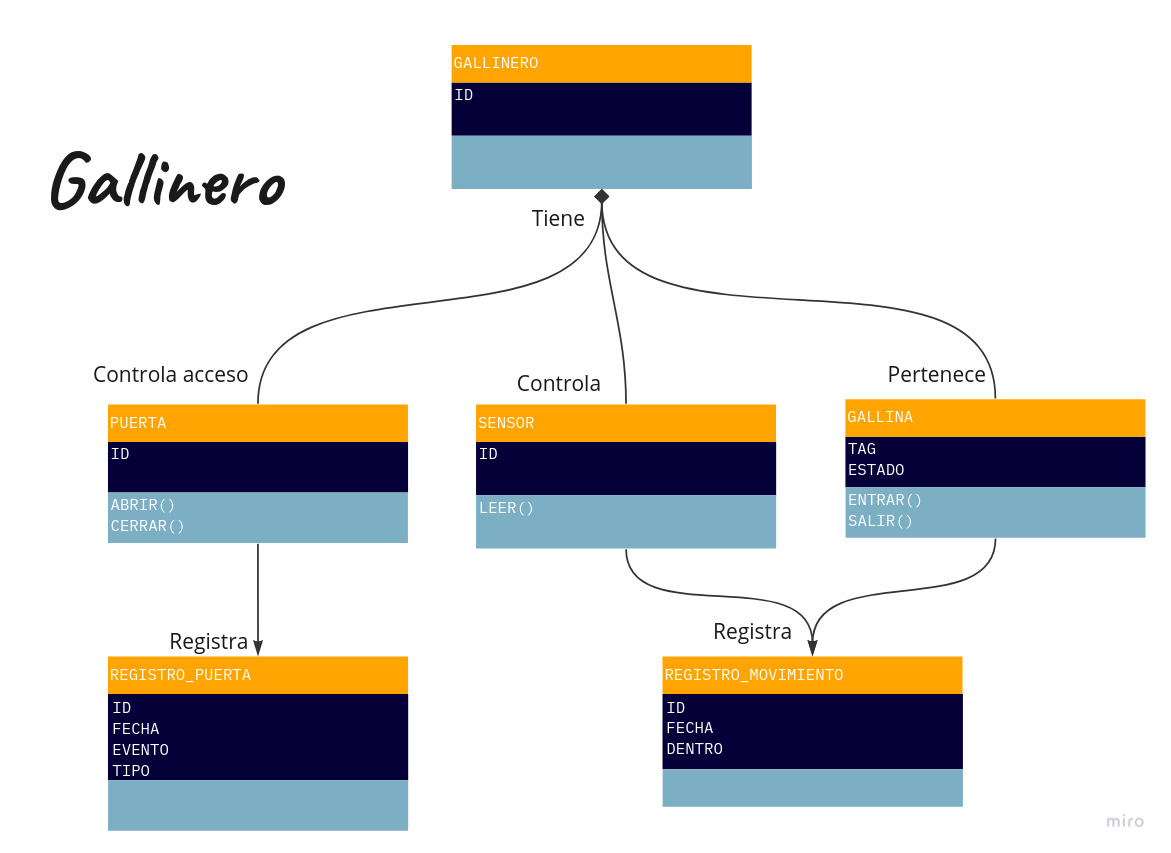 GALLINERO
ID
Gallinero
Tiene
Controla acceso
Controla
Pertenece
PUERTA
ID
ABRIR()
CERRAR()
SENSOR
ID
LEER()
GALLINA
TAG
ESTADO
ENTRAR()
SALIR()
Registra
Registra
REGISTRO_PUERTA
ID
FECHA
EVENTO
TIPO
REGISTRO_MOVIMIENTO
ID
FECHA
DENTRO
miro